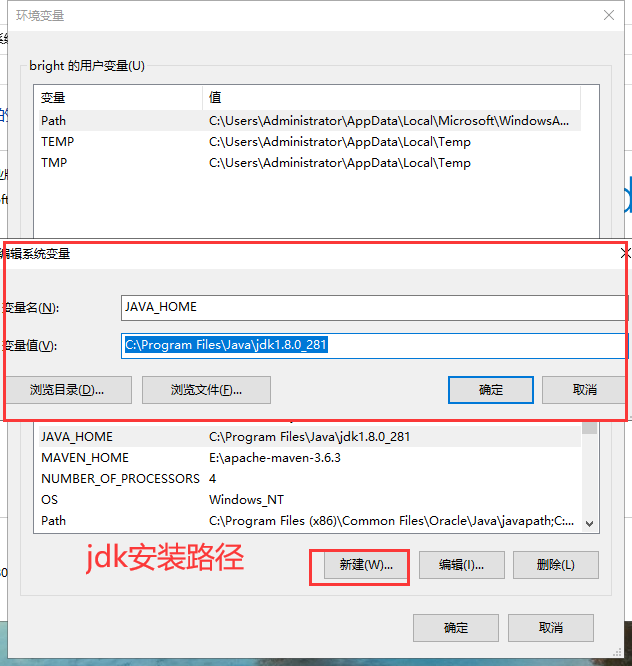 环境变量
bright 的用户变量(U)
变量 值
Path C:\Users\Administrator\AppData\Local\Microsoft\WindowsA...
TEMP C:\Users\Administrator\AppData\Local\Temp
TMP C:\Users\Administrator\AppData\Local\Temp
编辑系统变量
变量名(N): JAVA_HOME
变量值(V): C:\Program Files\Java\jdk1.8.0_281
浏览目录(D)... 浏览文件(F)... 确定 取消
JAVA_HOME C:\Program Files\Java\jdk1.8.0_281
MAVEN_HOME E:\apache-maven-3.6.3
NUMBER_OF_PROCESSORS 4
OS Windows_NT
Path C:\Program Files (x86)\Common Files\Oracle\Java\javapath;C:...
jdk安装路径
新建(W)... 编辑(I)... 删除(L)
确定 取消